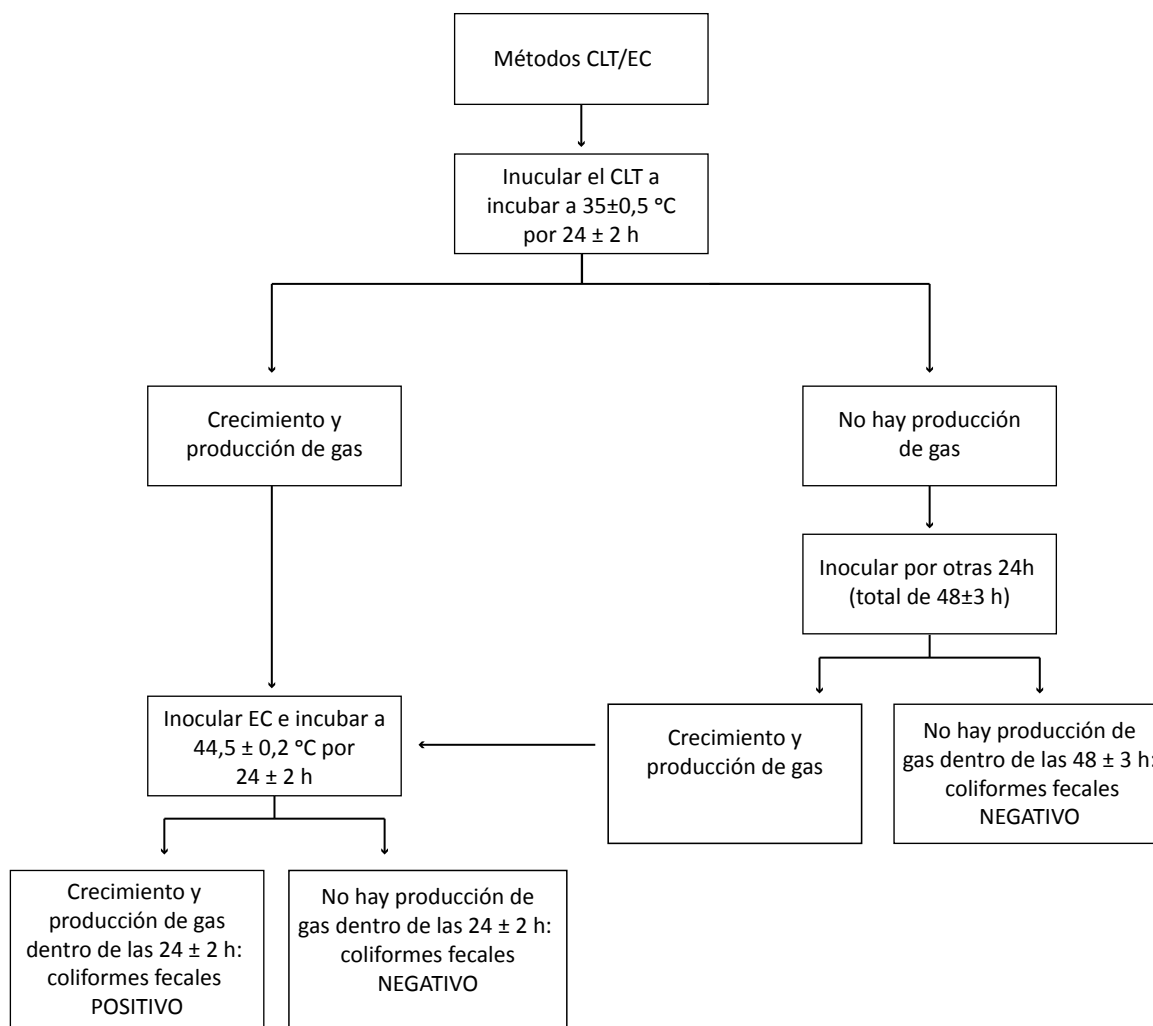 Métodos CLT/EC
Inucular el CLT a
incubar a 35±0,5 ºC
por 24 ± 2 h
Crecimiento y
producción de gas
No hay producción
de gas
Inocular por otras 24h
(total de 48±3 h)
Inocular EC e incubar a
44,5 ± 0,2 ºC por
24 ± 2 h
Crecimiento y
producción de gas
No hay producción de
gas dentro de las 48 ± 3 h:
coliformes fecales
NEGATIVO
Crecimiento y
producción de gas
dentro de las 24 ± 2 h:
coliformes fecales
POSITIVO
No hay producción de
gas dentro de las 24 ± 2 h:
coliformes fecales
NEGATIVO